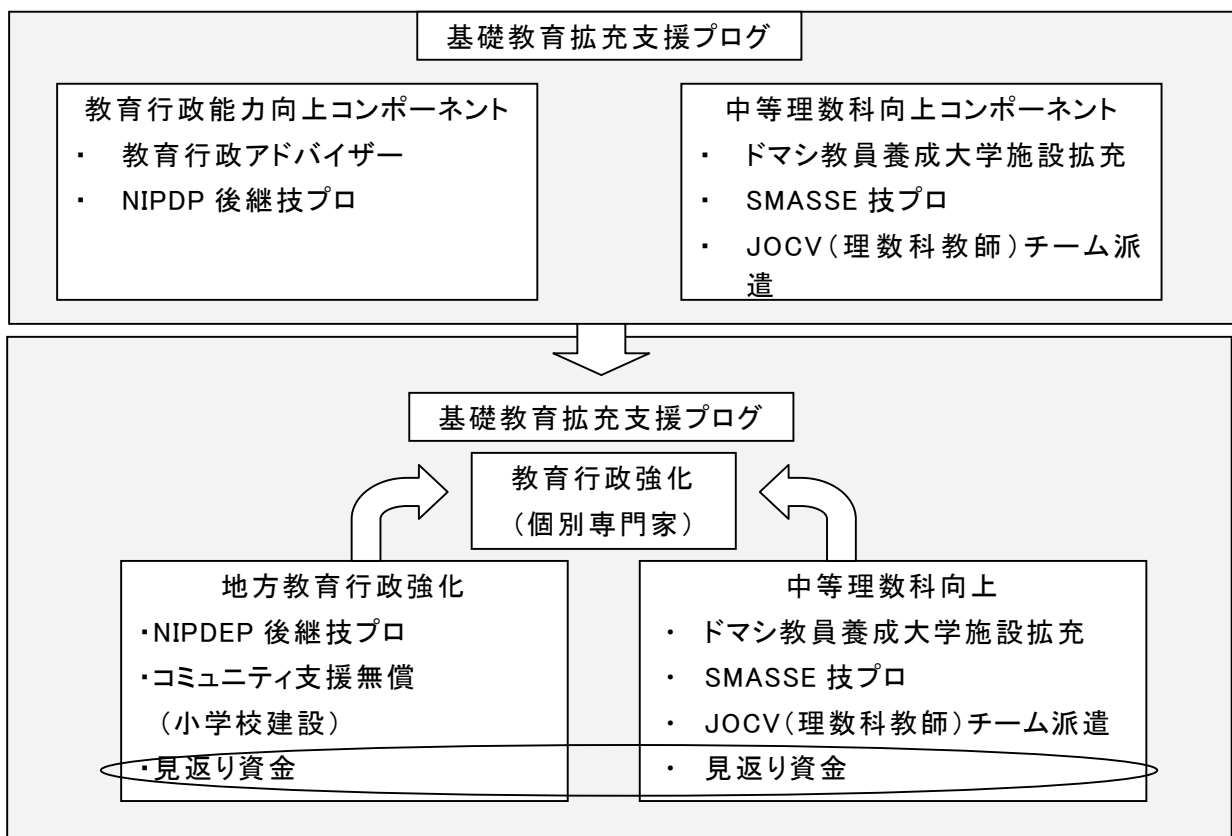 基礎教育拡充支援プログ
教育行政能力向上コンポーネント
・ 教育行政アドバイザー
・ NIPDP 後継技プロ
中等理数科向上コンポーネント
・ ドマシ教員養成大学施設拡充
・ SMASSE 技プロ
・ JOCV（理数科教師）チーム派
遣
基礎教育拡充支援プログ
教育行政強化
（個別専門家）
地方教育行政強化
・NIPDEP 後継技プロ
・コミュニティ支援無償
（小学校建設）
・見返り資金
中等理数科向上
・ ドマシ教員養成大学施設拡充
・ SMASSE 技プロ
・ JOCV（理数科教師）チーム派遣
・ 見返り資金